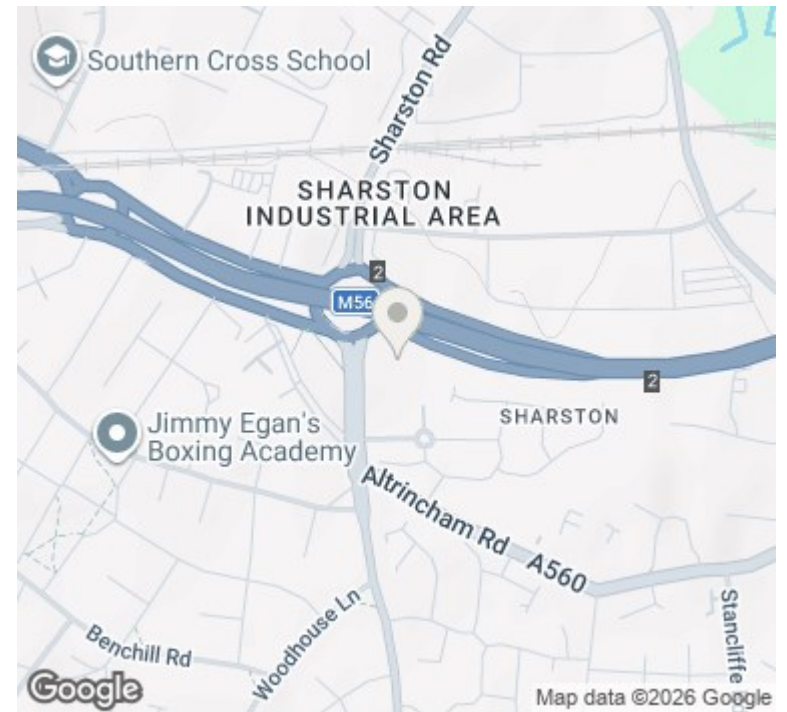 Southern Cross School
Sharston Rd
SHARSTON
INDUSTRIAL AREA
2
M56
2
SHARSTON
Jimmy Egan's
Boxing Academy
Altrincham Rd A560
Woodhouse Ln
Benchill Rd
Stancliffe
Google
Map data ©2026 Google